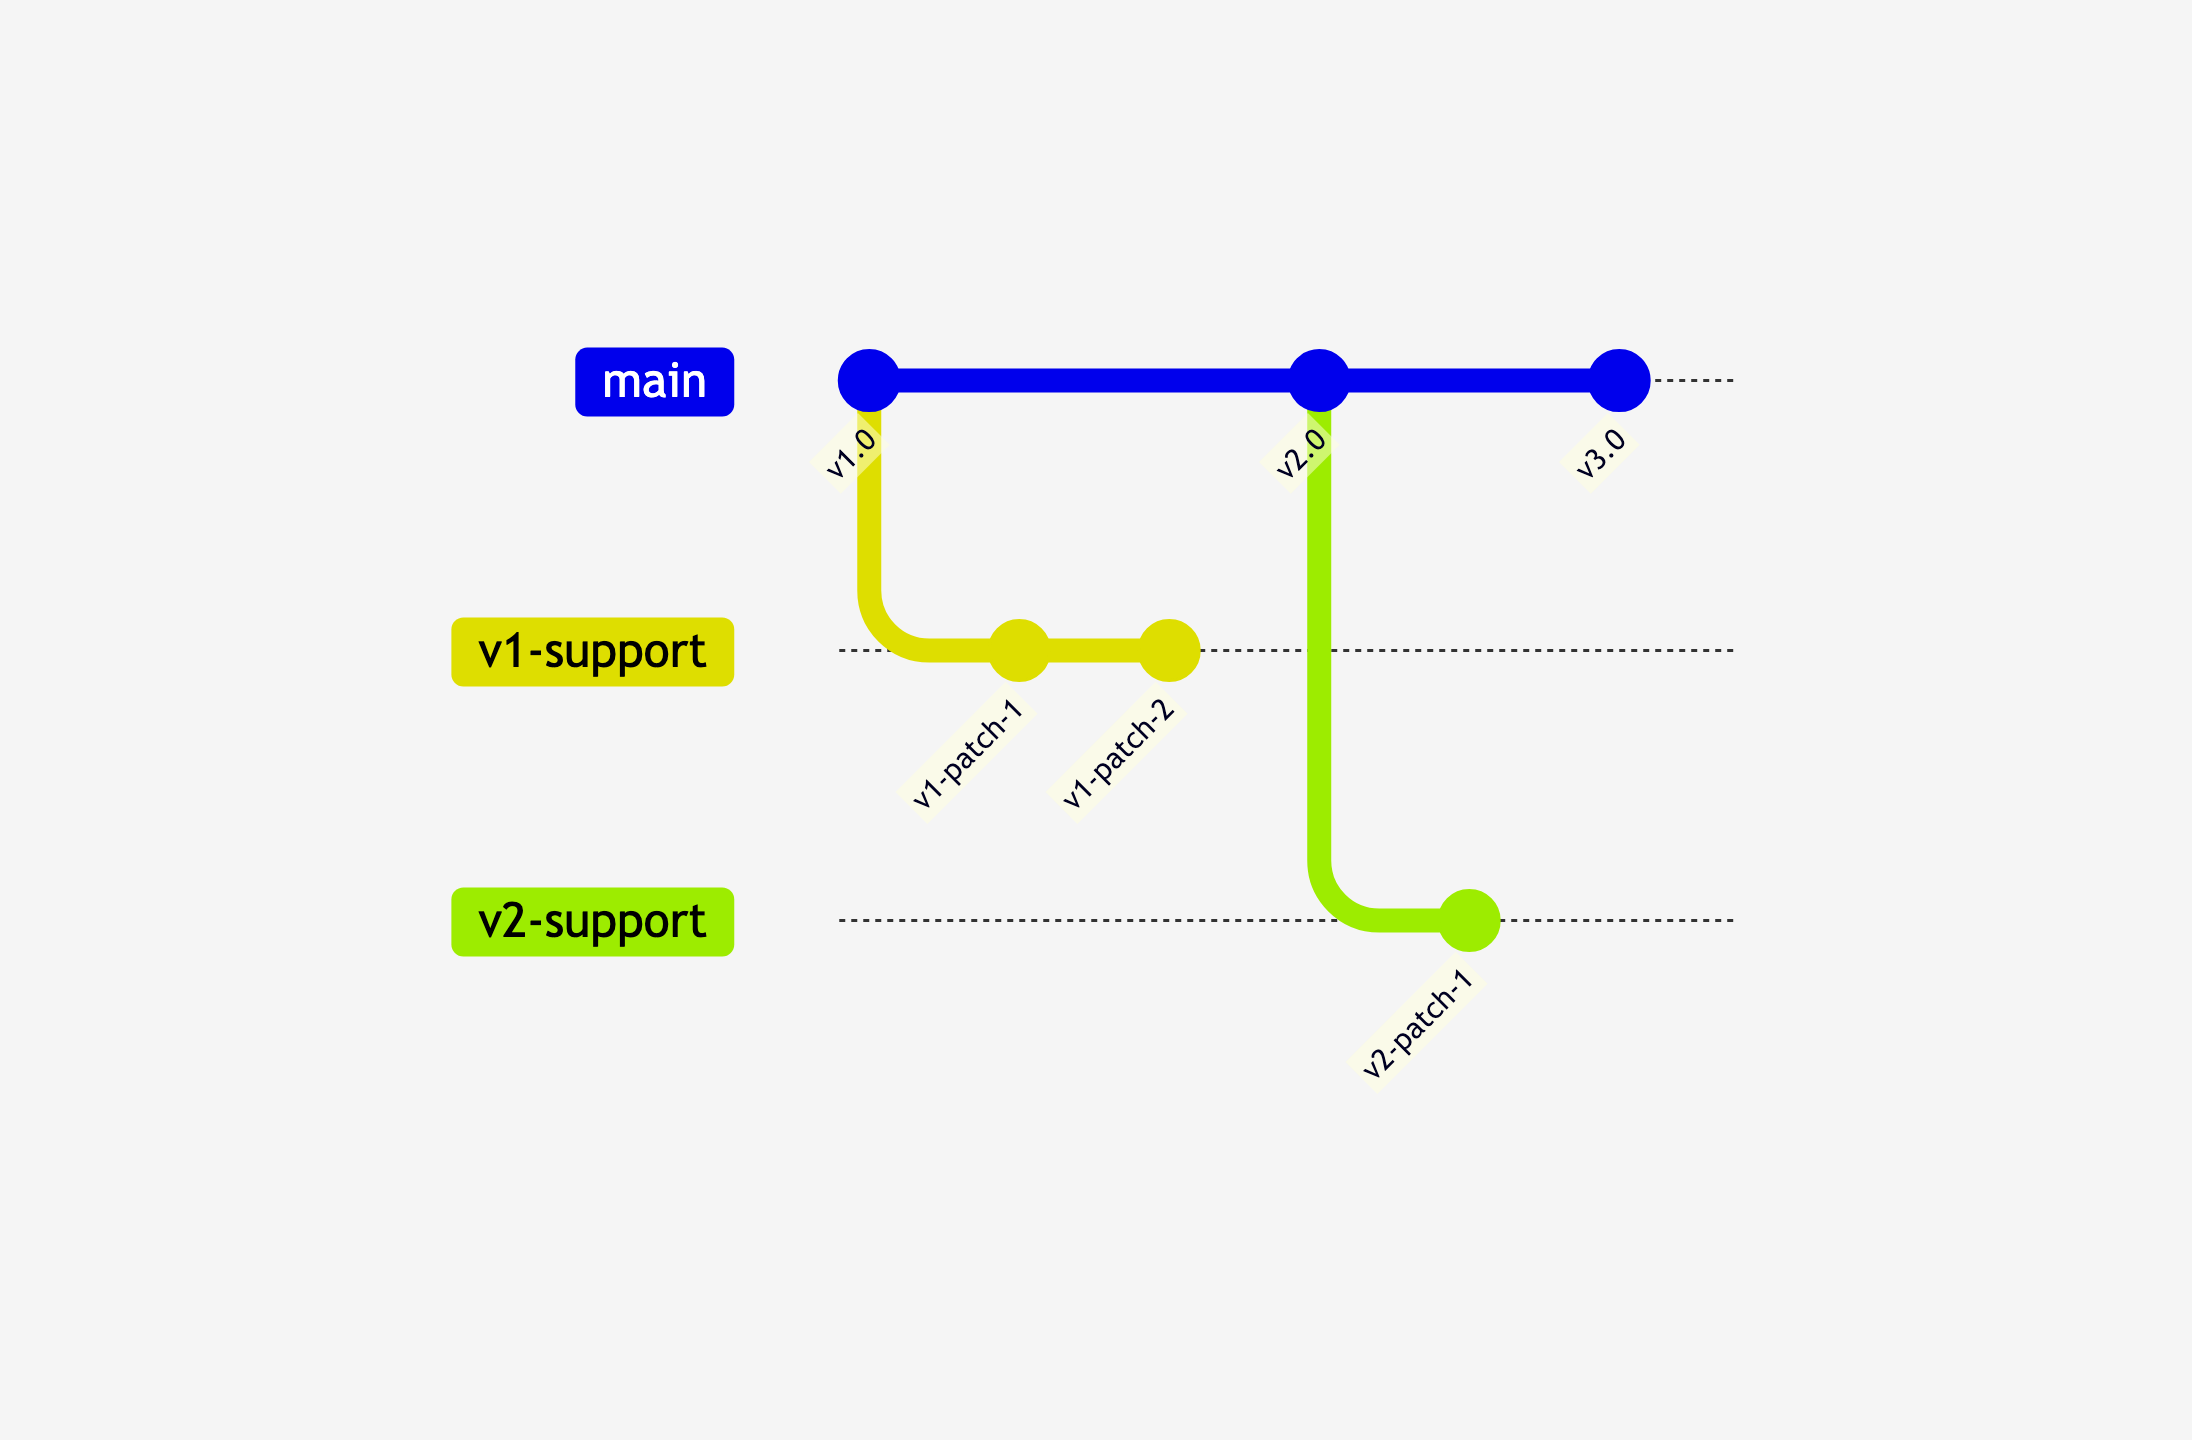 main
v1.0
v2.0
v3.0
v1-support
v1-patch-1
v1-patch-2
v2-support
v2-patch-1